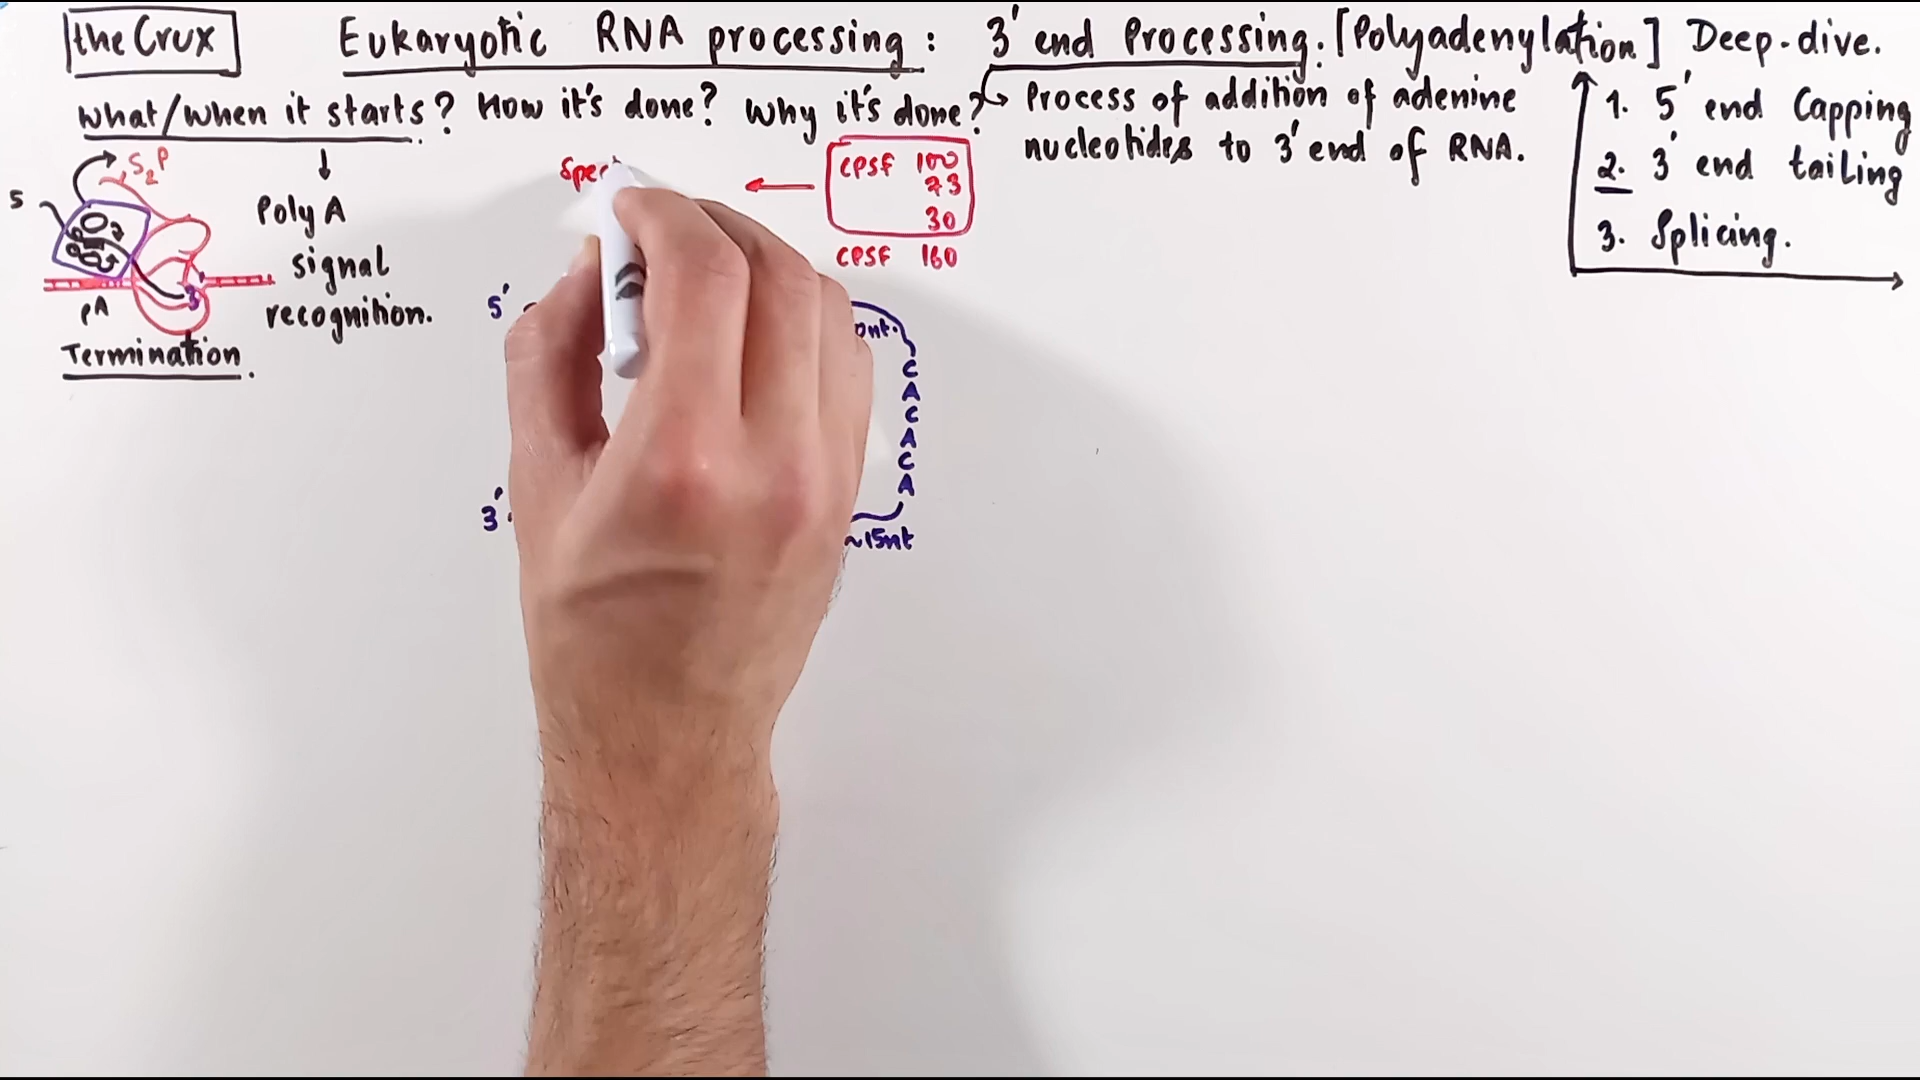 the Crux
Eukaryotic RNA processing : 3' end Processing. [Polyadenylation] Deep-dive.
What/when it starts? How it's done? Why it's done?
Process of addition of adenine
nucleotides to 3' end of RNA.
1. 5' end Capping
2. 3' end tailing
3. Splicing.
S2P
5
pA
Termination.
Poly A
signal
recognition.
CPSF 100
73
30
CPSF 160
5'
nt.
C
A
C
A
C
A
3'
~15nt